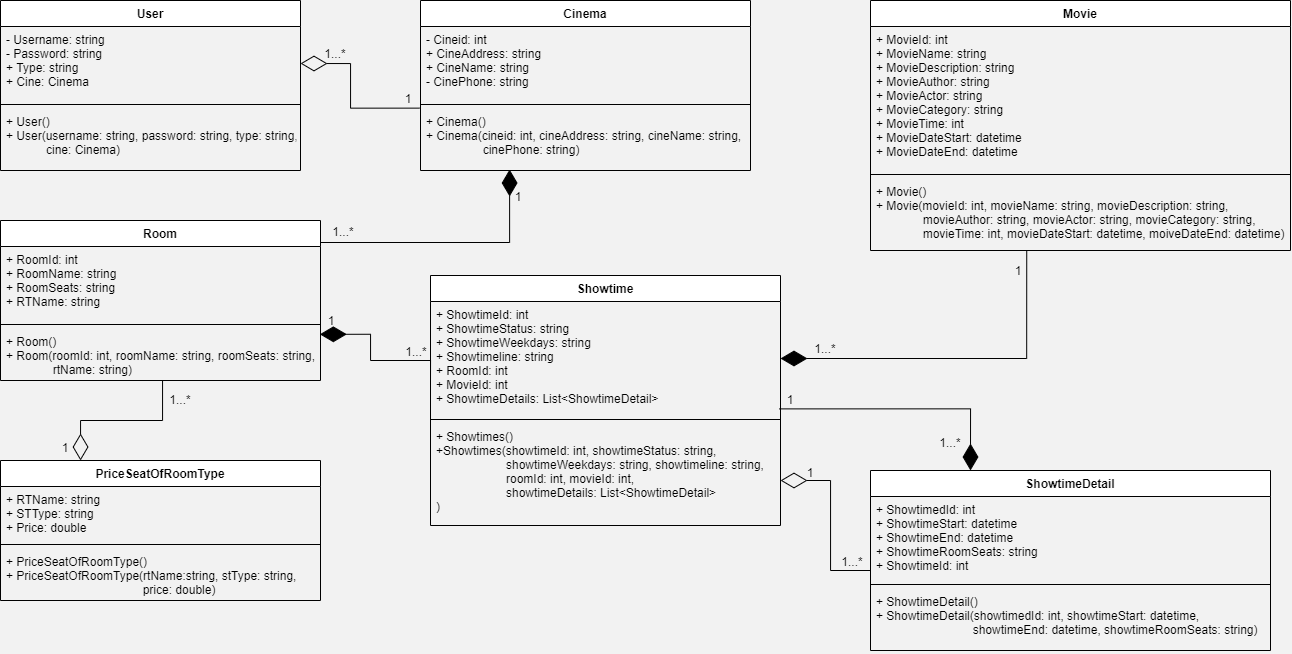 User
- Username: string
- Password: string
+ Type: string
+ Cine: Cinema
+ User()
+ User(username: string, password: string, type: string,
cine: Cinema)
1...*
1
Cinema
- Cineid: int
+ CineAddress: string
+ CineName: string
- CinePhone: string
+ Cinema()
+ Cinema(cineid: int, cineAddress: string, cineName: string,
cinePhone: string)
1
1...*
Movie
+ MovieId: int
+ MovieName: string
+ MovieDescription: string
+ MovieAuthor: string
+ MovieActor: string
+ MovieCategory: string
+ MovieTime: int
+ MovieDateStart: datetime
+ MovieDateEnd: datetime
+ Movie()
+ Movie(movieId: int, movieName: string, movieDescription: string,
movieAuthor: string, movieActor: string, movieCategory: string,
movieTime: int, movieDateStart: datetime, moiveDateEnd: datetime)
1
1...*
Room
+ RoomId: int
+ RoomName: string
+ RoomSeats: string
+ RTName: string
+ Room()
+ Room(roomId: int, roomName: string, roomSeats: string,
rtName: string)
1
1...*
1...*
1
Showtime
+ ShowtimeId: int
+ ShowtimeStatus: string
+ ShowtimeWeekdays: string
+ Showtimeline: string
+ RoomId: int
+ MovieId: int
+ ShowtimeDetails: List<ShowtimeDetail>
+ Showtimes()
+Showtimes(showtimeId: int, showtimeStatus: string,
showtimeWeekdays: string, showtimeline: string,
roomId: int, movieId: int,
showtimeDetails: List<ShowtimeDetail>
)
1
1...*
1
1...*
PriceSeatOfRoomType
+ RTName: string
+ STType: string
+ Price: double
+ PriceSeatOfRoomType()
+ PriceSeatOfRoomType(rtName:string, stType: string,
price: double)
ShowtimeDetail
+ ShowtimedId: int
+ ShowtimeStart: datetime
+ ShowtimeEnd: datetime
+ ShowtimeRoomSeats: string
+ ShowtimeId: int
+ ShowtimeDetail()
+ ShowtimeDetail(showtimedId: int, showtimeStart: datetime,
showtimeEnd: datetime, showtimeRoomSeats: string)